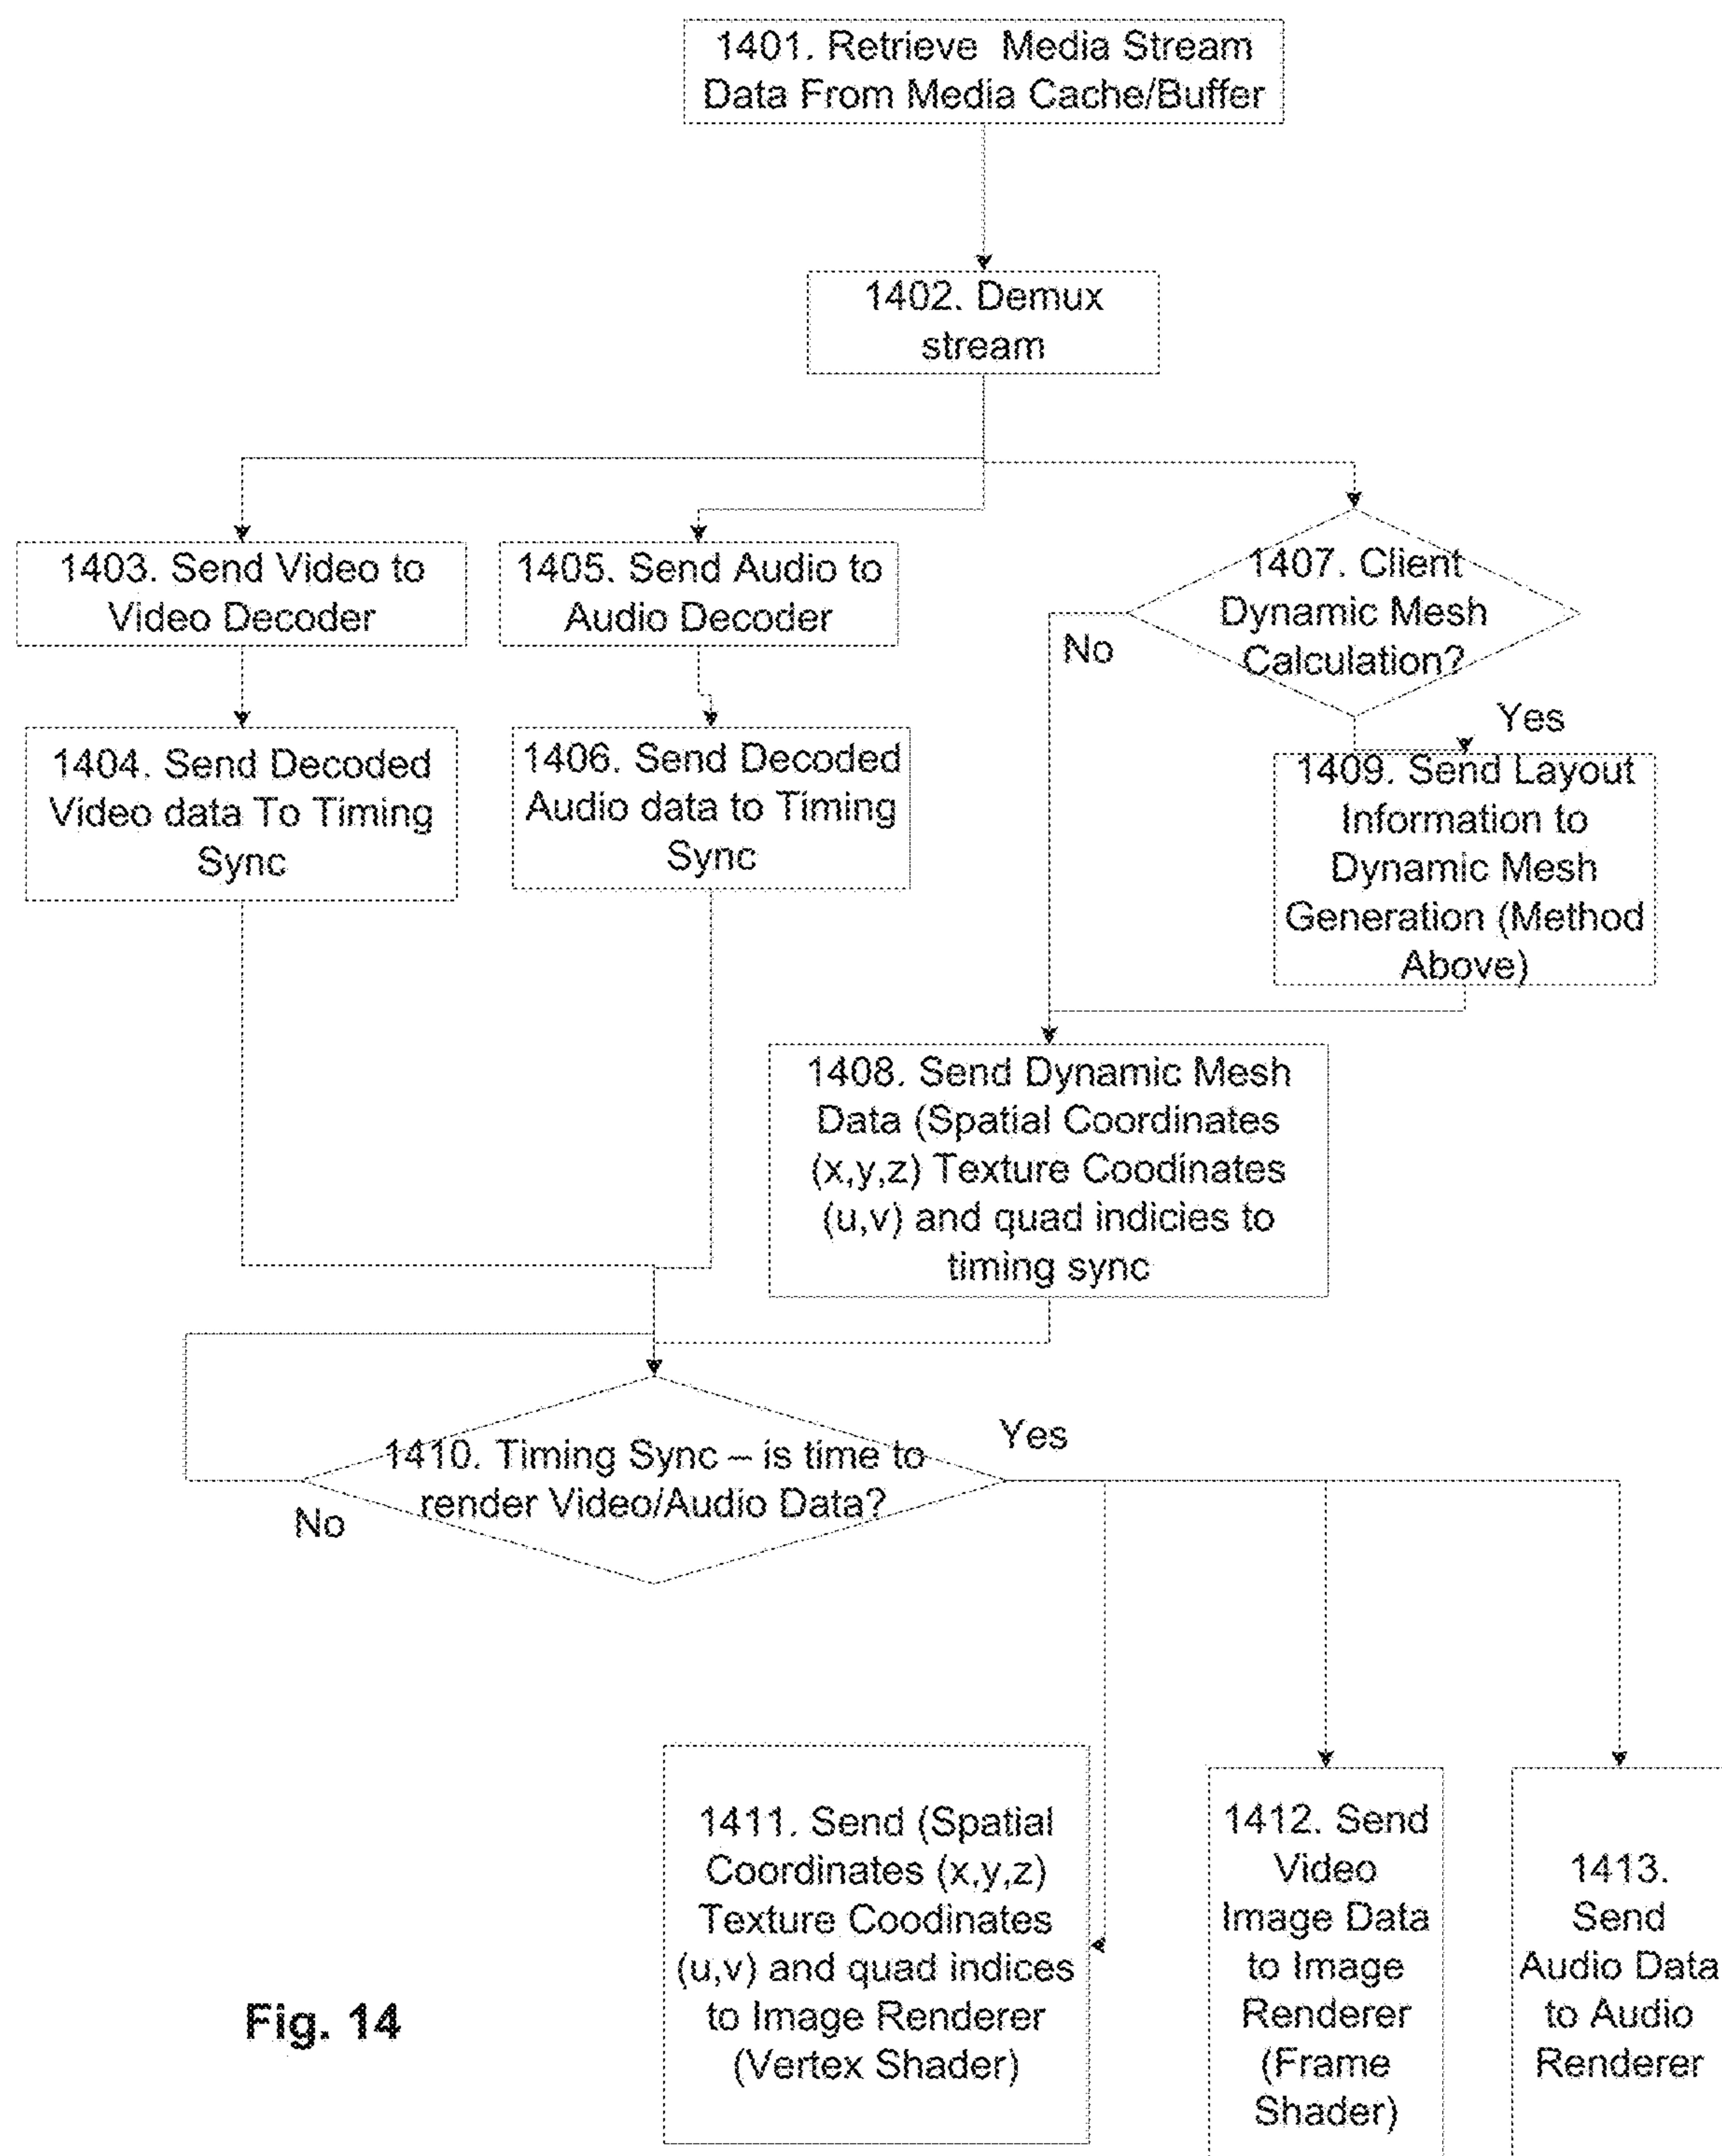 1401. Retrieve Media Stream
Data From Media Cache/Buffer
1402. Demux
stream
1403. Send Video to
Video Decoder
1405. Send Audio to
Audio Decoder
1407. Client
Dynamic Mesh
Calculation?
No
Yes
1404. Send Decoded
Video data To Timing
Sync
1406. Send Decoded
Audio data to Timing
Sync
1409. Send Layout
Information to
Dynamic Mesh
Generation (Method
Above)
1408. Send Dynamic Mesh
Data (Spatial Coordinates
(x,y,z) Texture Coodinates
(u,v) and quad indicies to
timing sync
1410. Timing Sync – is time to
render Video/Audio Data?
Yes
No
1411. Send (Spatial
Coordinates (x,y,z)
Texture Coodinates
(u,v) and quad indices
to Image Renderer
(Vertex Shader)
1412. Send
Video
Image Data
to Image
Renderer
(Frame
Shader)
1413.
Send
Audio Data
to Audio
Renderer
Fig. 14